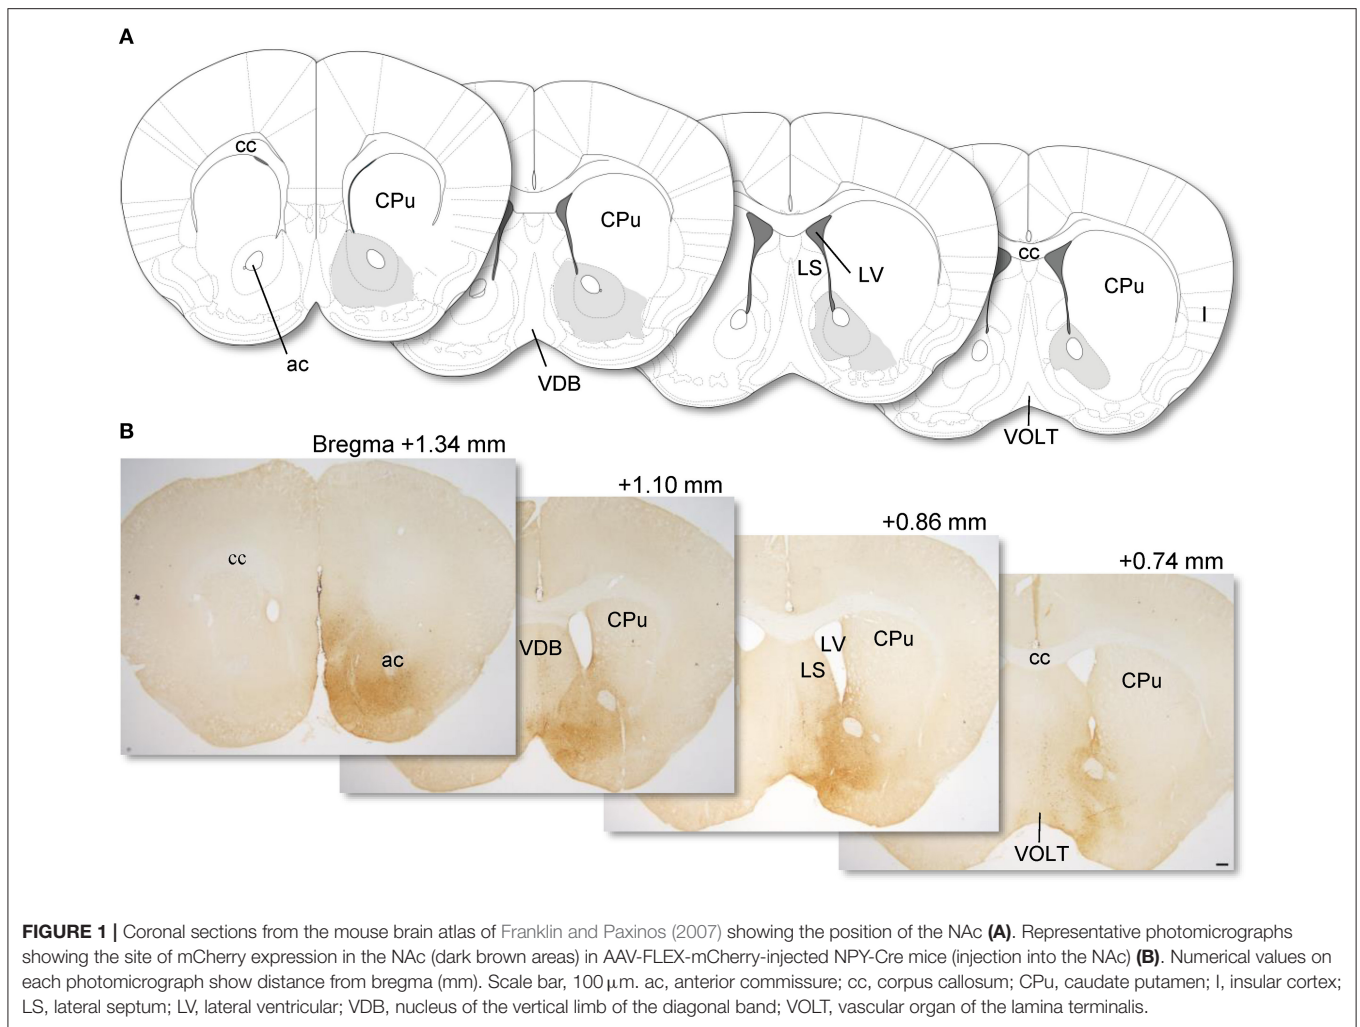 A
cc
CPu
ac
CPu
VDB
LS
LV
cc
CPu
I
VOLT
B
Bregma +1.34 mm
+1.10 mm
+0.86 mm
+0.74 mm
cc
ac
VDB
CPu
LV
LS
CPu
cc
CPu
VOLT
FIGURE 1 | Coronal sections from the mouse brain atlas of Franklin and Paxinos (2007) showing the position of the NAc (A). Representative photomicrographs
showing the site of mCherry expression in the NAc (dark brown areas) in AAV-FLEX-mCherry-injected NPY-Cre mice (injection into the NAc) (B). Numerical values on
each photomicrograph show distance from bregma (mm). Scale bar, 100 μm. ac, anterior commissure; cc, corpus callosum; CPu, caudate putamen; I, insular cortex;
LS, lateral septum; LV, lateral ventricular; VDB, nucleus of the vertical limb of the diagonal band; VOLT, vascular organ of the lamina terminalis.